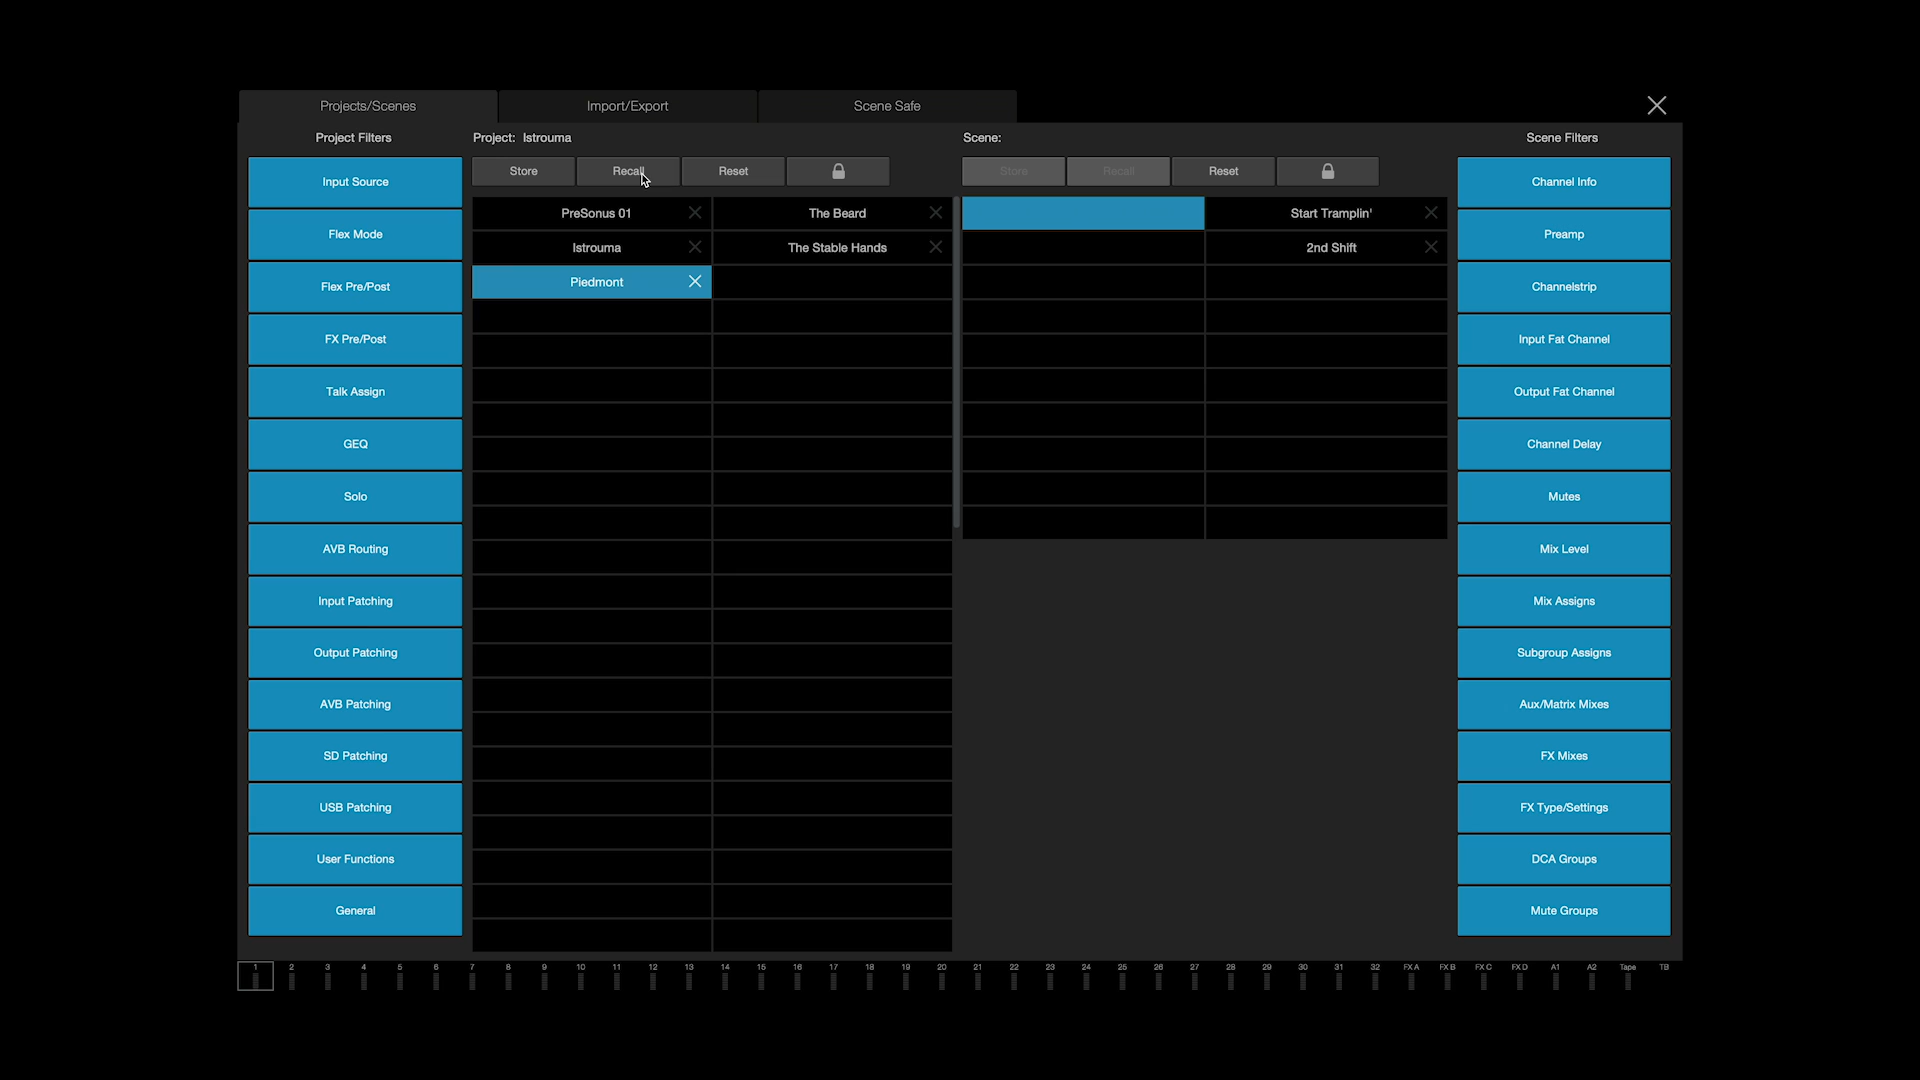 Projects/Scenes
Import/Export
Scene Safe
Project Filters
Project: Istrouma
Scene:
Scene Filters
Input Source
Flex Mode
Flex Pre/Post
FX Pre/Post
Talk Assign
GEQ
Solo
AVB Routing
Input Patching
Output Patching
AVB Patching
SD Patching
USB Patching
User Functions
General
Store
Recall
Reset
PreSonus 01
The Beard
Istrouma
The Stable Hands
Piedmont
Store
Recall
Reset
Start Tramplin'
2nd Shift
Channel Info
Preamp
Channelstrip
Input Fat Channel
Output Fat Channel
Channel Delay
Mutes
Mix Level
Mix Assigns
Subgroup Assigns
Aux/Matrix Mixes
FX Mixes
FX Type/Settings
DCA Groups
Mute Groups
1 2 3 4 5 6 7 8 9 10 11 12 13 14 15 16 17 18 19 20 21 22 23 24 25 26 27 28 29 30 31 32 FX A FX B FX C FX D A1 A2 Tape TB